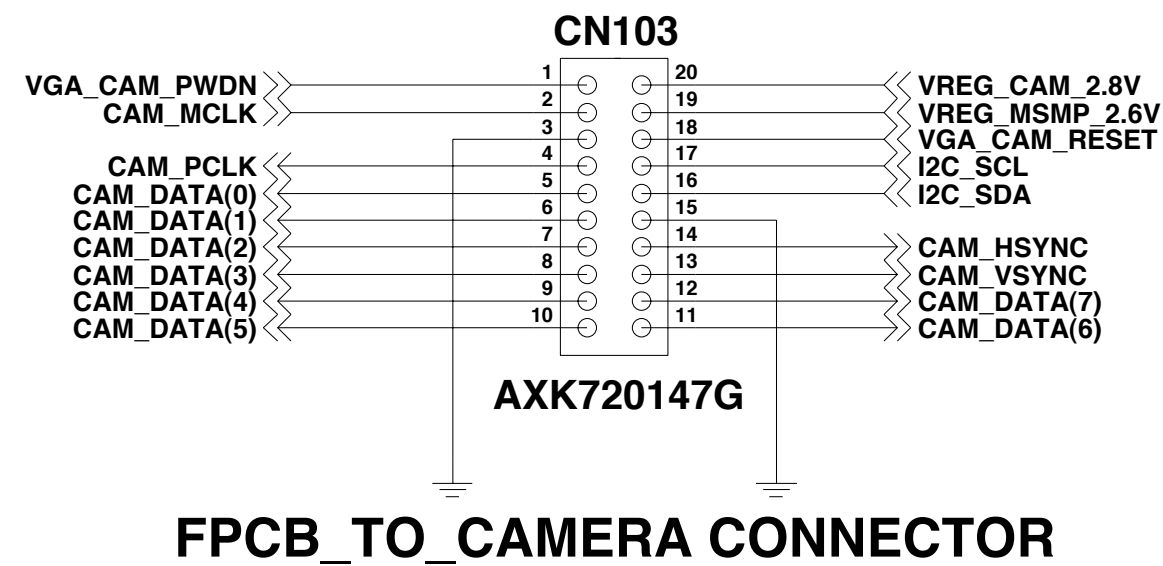 CN103
VGA_CAM_PWDN 1 20 VREG_CAM_2.8V
CAM_MCLK 2 19 VREG_MSMP_2.6V
3 18 VGA_CAM_RESET
CAM_PCLK 4 17 I2C_SCL
CAM_DATA(0) 5 16 I2C_SDA
CAM_DATA(1) 6 15
CAM_DATA(2) 7 14 CAM_HSYNC
CAM_DATA(3) 8 13 CAM_VSYNC
CAM_DATA(4) 9 12 CAM_DATA(7)
CAM_DATA(5) 10 11 CAM_DATA(6)
AXK720147G
FPCB_TO_CAMERA CONNECTOR